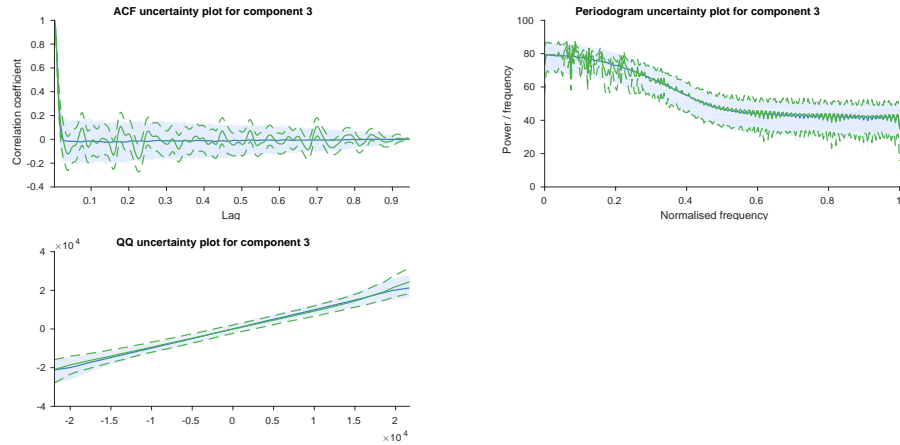 ACF uncertainty plot for component 3
Correlation coefficient
1
0.8
0.6
0.4
0.2
0
-0.2
-0.4
0.1 0.2 0.3 0.4 0.5 0.6 0.7 0.8 0.9
Lag
Periodogram uncertainty plot for component 3
Power / frequency
100
80
60
40
20
0
0 0.2 0.4 0.6 0.8 1
Normalised frequency
QQ uncertainty plot for component 3
×10⁴
4
2
0
-2
-4
-2 -1.5 -1 -0.5 0 0.5 1 1.5 2
×10⁴